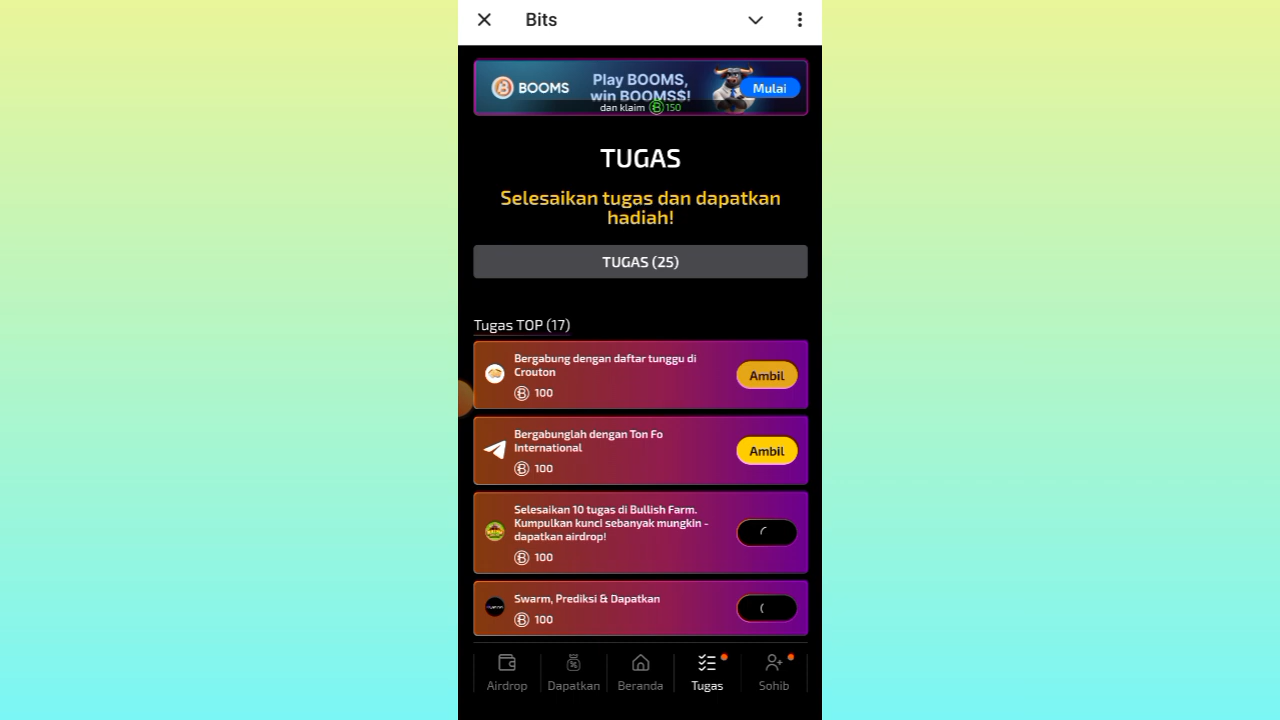 Bits
BOOMS
Play BOOMS,
win BOOMS$!
dan klaim 150
Mulai
TUGAS
Selesaikan tugas dan dapatkan
hadiah!
TUGAS (25)
Tugas TOP (17)
Bergabung dengan daftar tunggu di
Crouton
100
Ambil
Bergabunglah dengan Ton Fo
International
100
Ambil
Selesaikan 10 tugas di Bullish Farm.
Kumpulkan kunci sebanyak mungkin -
dapatkan airdrop!
100
Swarm, Prediksi & Dapatkan
100
Airdrop
Dapatkan
Beranda
Tugas
Sohib